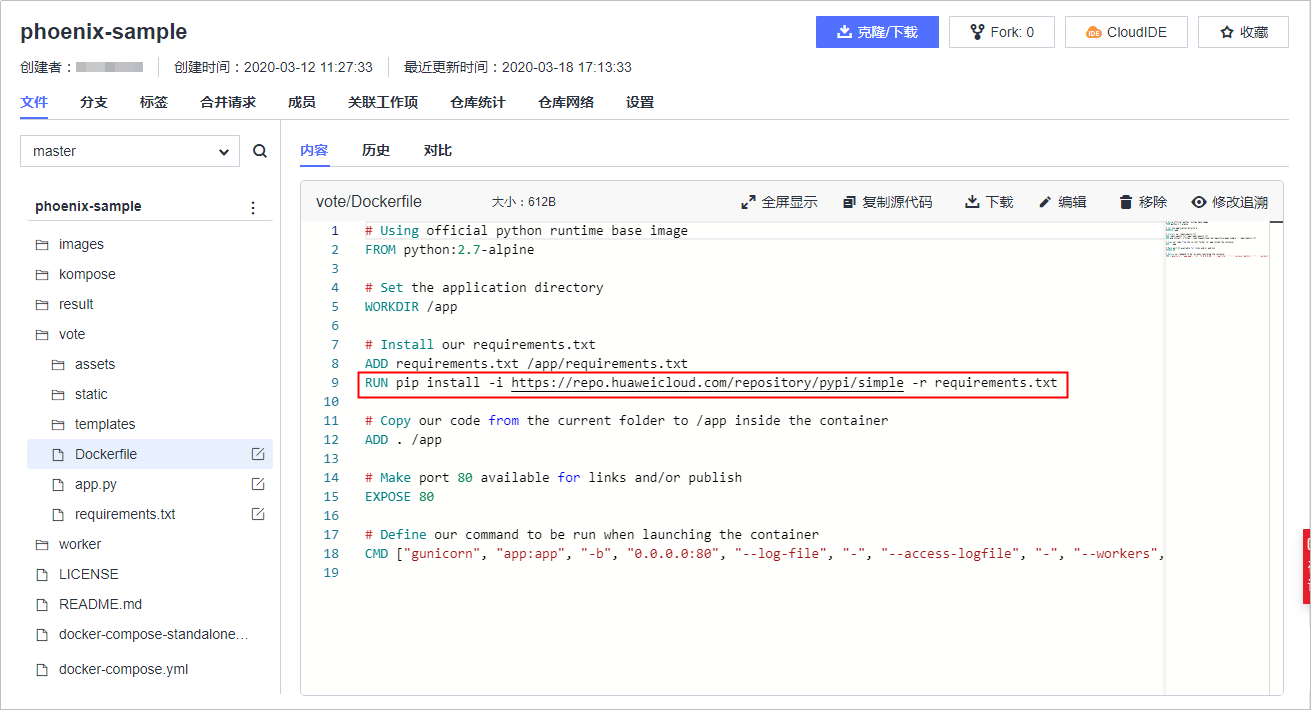 phoenix-sample
克隆/下载
Fork: 0
CloudIDE
收藏
创建者：
创建时间：2020-03-12 11:27:33
最近更新时间：2020-03-18 17:13:33
文件 分支 标签 合并请求 成员 关联工作项 仓库统计 仓库网络 设置
master
内容 历史 对比
phoenix-sample
images
kompose
result
vote
assets
static
templates
Dockerfile
app.py
requirements.txt
worker
LICENSE
README.md
docker-compose-standalone…
docker-compose.yml
vote/Dockerfile 大小：612B 全屏显示 复制源代码 下载 编辑 移除 修改追溯
1 # Using official python runtime base image
2 FROM python:2.7-alpine
3
4 # Set the application directory
5 WORKDIR /app
6
7 # Install our requirements.txt
8 ADD requirements.txt /app/requirements.txt
9 RUN pip install -i https://repo.huaweicloud.com/repository/pypi/simple -r requirements.txt
10
11 # Copy our code from the current folder to /app inside the container
12 ADD . /app
13
14 # Make port 80 available for links and/or publish
15 EXPOSE 80
16
17 # Define our command to be run when launching the container
18 CMD ["gunicorn", "app:app", "-b", "0.0.0.0:80", "--log-file", "-", "--access-logfile", "-", "--workers",
19